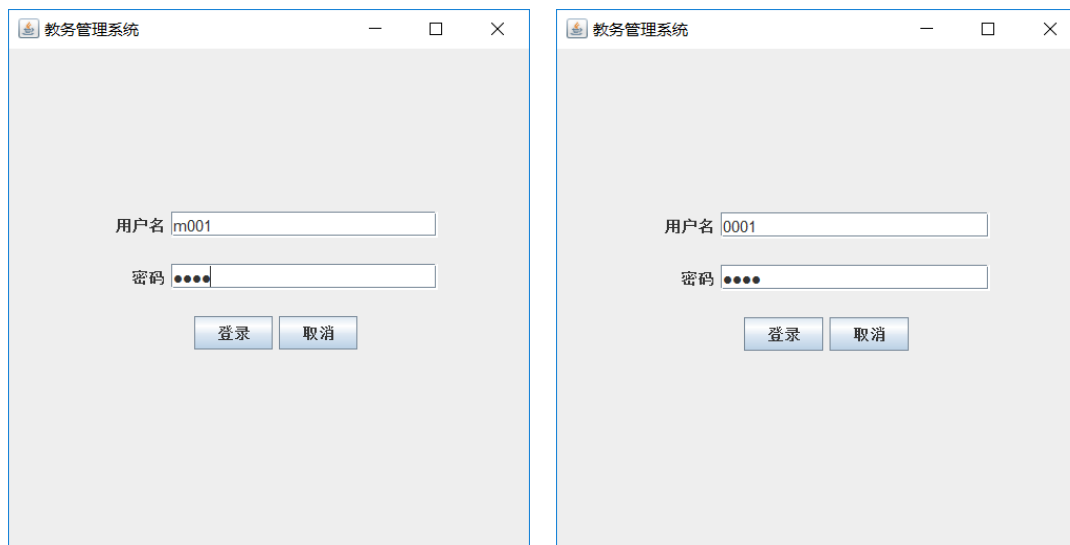 教务管理系统
用户名 m001
密码 ●●●●
登录 取消
教务管理系统
用户名 0001
密码 ●●●●
登录 取消